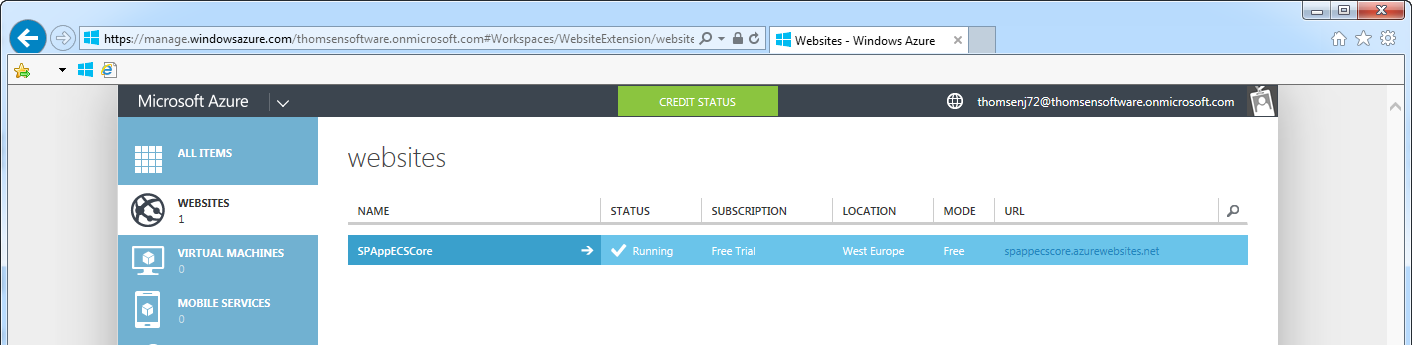 https://manage.windowsazure.com/thomsensoftware.onmicrosoft.com#Workspaces/WebsiteExtension/website
Websites - Windows Azure
Microsoft Azure
CREDIT STATUS
thomsenj72@thomsensoftware.onmicrosoft.com
ALL ITEMS
WEBSITES
1
VIRTUAL MACHINES
0
MOBILE SERVICES
0
websites
NAME STATUS SUBSCRIPTION LOCATION MODE URL
SPAppECSCore Running Free Trial West Europe Free spappecscore.azurewebsites.net